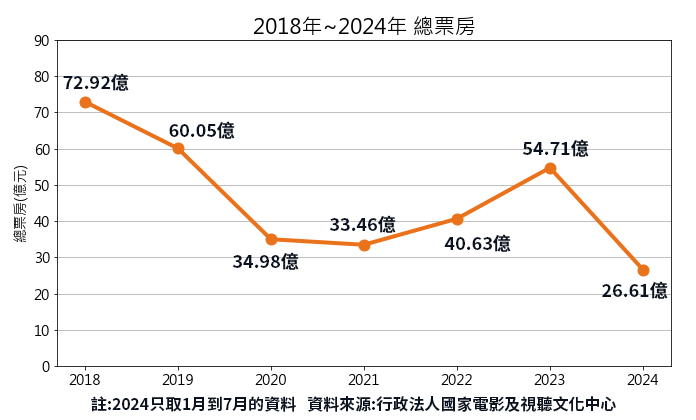 2018年~2024年 總票房
總票房(億元)
90
80
70
60
50
40
30
20
10
0
72.92億
60.05億
34.98億
33.46億
40.63億
54.71億
26.61億
2018 2019 2020 2021 2022 2023 2024
註:2024只取1月到7月的資料 資料來源:行政法人國家電影及視聽文化中心